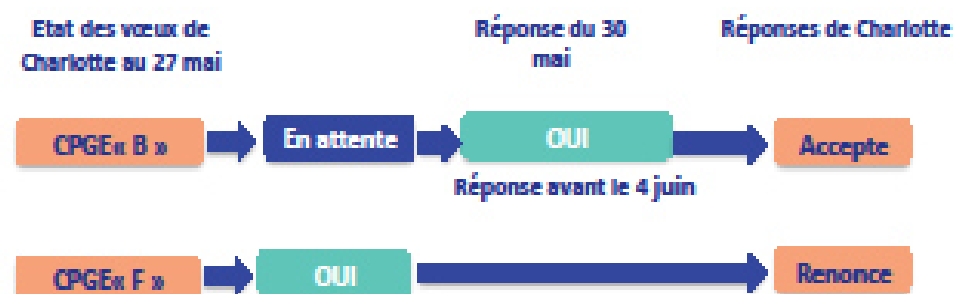 Etat des vœux de
Charlotte au 27 mai
Réponse du 30
mai
Réponses de Charlotte
CPGE« B »
En attente
OUI
Accepte
Réponse avant le 4 juin
CPGE« F »
OUI
Renonce